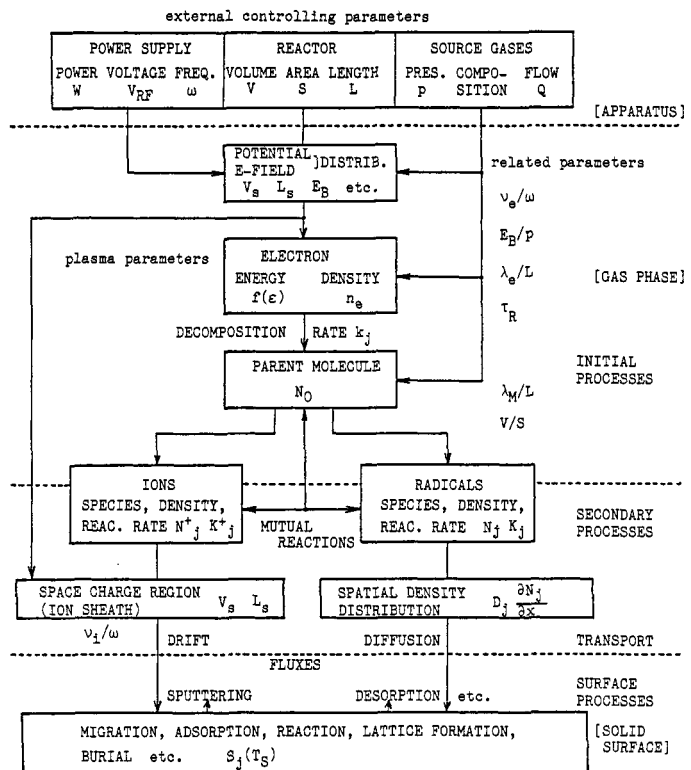 external controlling parameters
POWER SUPPLY
POWER VOLTAGE FREQ.
W V_RF ω
REACTOR
VOLUME AREA LENGTH
V S L
SOURCE GASES
PRES. COMPO- FLOW
p SITION Q
[APPARATUS]
POTENTIAL
E-FIELD ]DISTRIB.
V_s L_s E_B etc.
related parameters
ν_e/ω
E_B/p
λ_e/L
τ_R
λ_M/L
V/S
plasma parameters
ELECTRON
ENERGY DENSITY
f(ε) n_e
[GAS PHASE]
DECOMPOSITION RATE k_j
PARENT MOLECULE
N_O
INITIAL
PROCESSES
IONS
SPECIES, DENSITY,
REAC. RATE N⁺_j K⁺_j
MUTUAL
REACTIONS
RADICALS
SPECIES, DENSITY,
REAC. RATE N_j K_j
SECONDARY
PROCESSES
SPACE CHARGE REGION
(ION SHEATH) V_s L_s
SPATIAL DENSITY
DISTRIBUTION D_j ∂N_j/∂x
ν_i/ω
DRIFT
DIFFUSION
TRANSPORT
FLUXES
SPUTTERING
DESORPTION etc.
SURFACE
PROCESSES
MIGRATION, ADSORPTION, REACTION, LATTICE FORMATION,
BURIAL etc. S_j(T_S)
[SOLID
SURFACE]